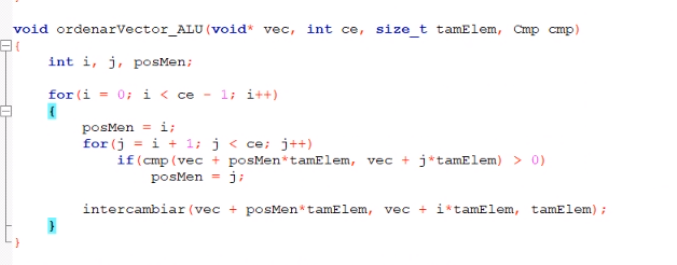 void ordenarVector_ALU(void* vec, int ce, size_t tamElem, Cmp cmp)
{
    int i, j, posMen;
    for(i = 0; i < ce - 1; i++)
    {
        posMen = i;
        for(j = i + 1; j < ce; j++)
            if(cmp(vec + posMen*tamElem, vec + j*tamElem) > 0)
                posMen = j;
        intercambiar(vec + posMen*tamElem, vec + i*tamElem, tamElem);
    }
}